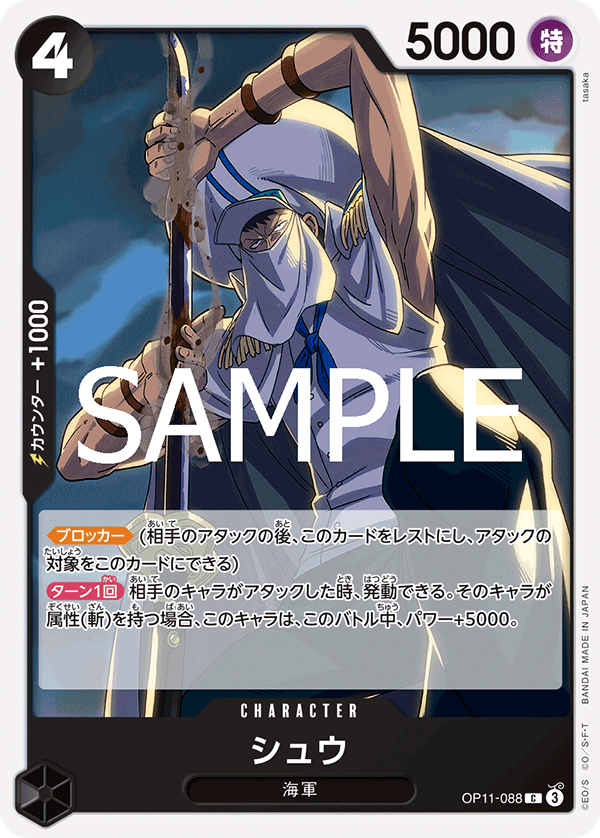 4
5000
特
tasaka
カウンター +1000
SAMPLE
ブロッカー (相手のアタックの後、このカードをレストにし、アタックの
対象をこのカードにできる)
ターン1回 相手のキャラがアタックした時、発動できる。そのキャラが
属性(斬)を持つ場合、このキャラは、このバトル中、パワー+5000。
CHARACTER
シュウ
海軍
OP11-088 C 3
©E.O/S ©O/S・F・T BANDAI MADE IN JAPAN